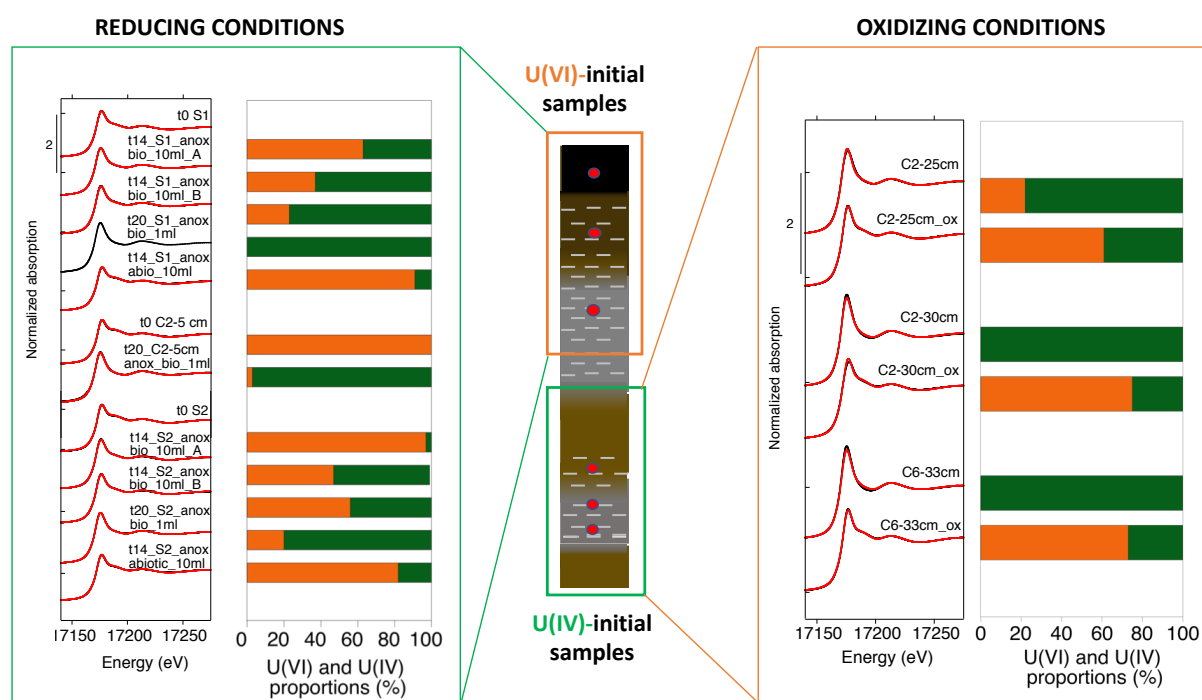 REDUCING CONDITIONS
OXIDIZING CONDITIONS
U(VI)-initial
samples
Normalized absorption
2
t0 S1
t14_S1_anox
bio_10ml_A
t14_S1_anox
bio_10ml_B
t20_S1_anox
bio_1ml
t14_S1_anox
abio_10ml
t0 C2-5 cm
t20_C2-5cm
anox_bio_1ml
t0 S2
t14_S2_anox
bio_10ml_A
t14_S2_anox
bio_10ml_B
t20_S2_anox
bio_1ml
t14_S2_anox
abiotic_10ml
17150 17200 17250
Energy (eV)
0 20 40 60 80 100
U(VI) and U(IV)
proportions (%)
U(IV)-initial
samples
Normalized absorption
2
C2-25cm
C2-25cm_ox
C2-30cm
C2-30cm_ox
C6-33cm
C6-33cm_ox
17150 17200 17250
Energy (eV)
0 20 40 60 80 100
U(VI) and U(IV)
proportions (%)